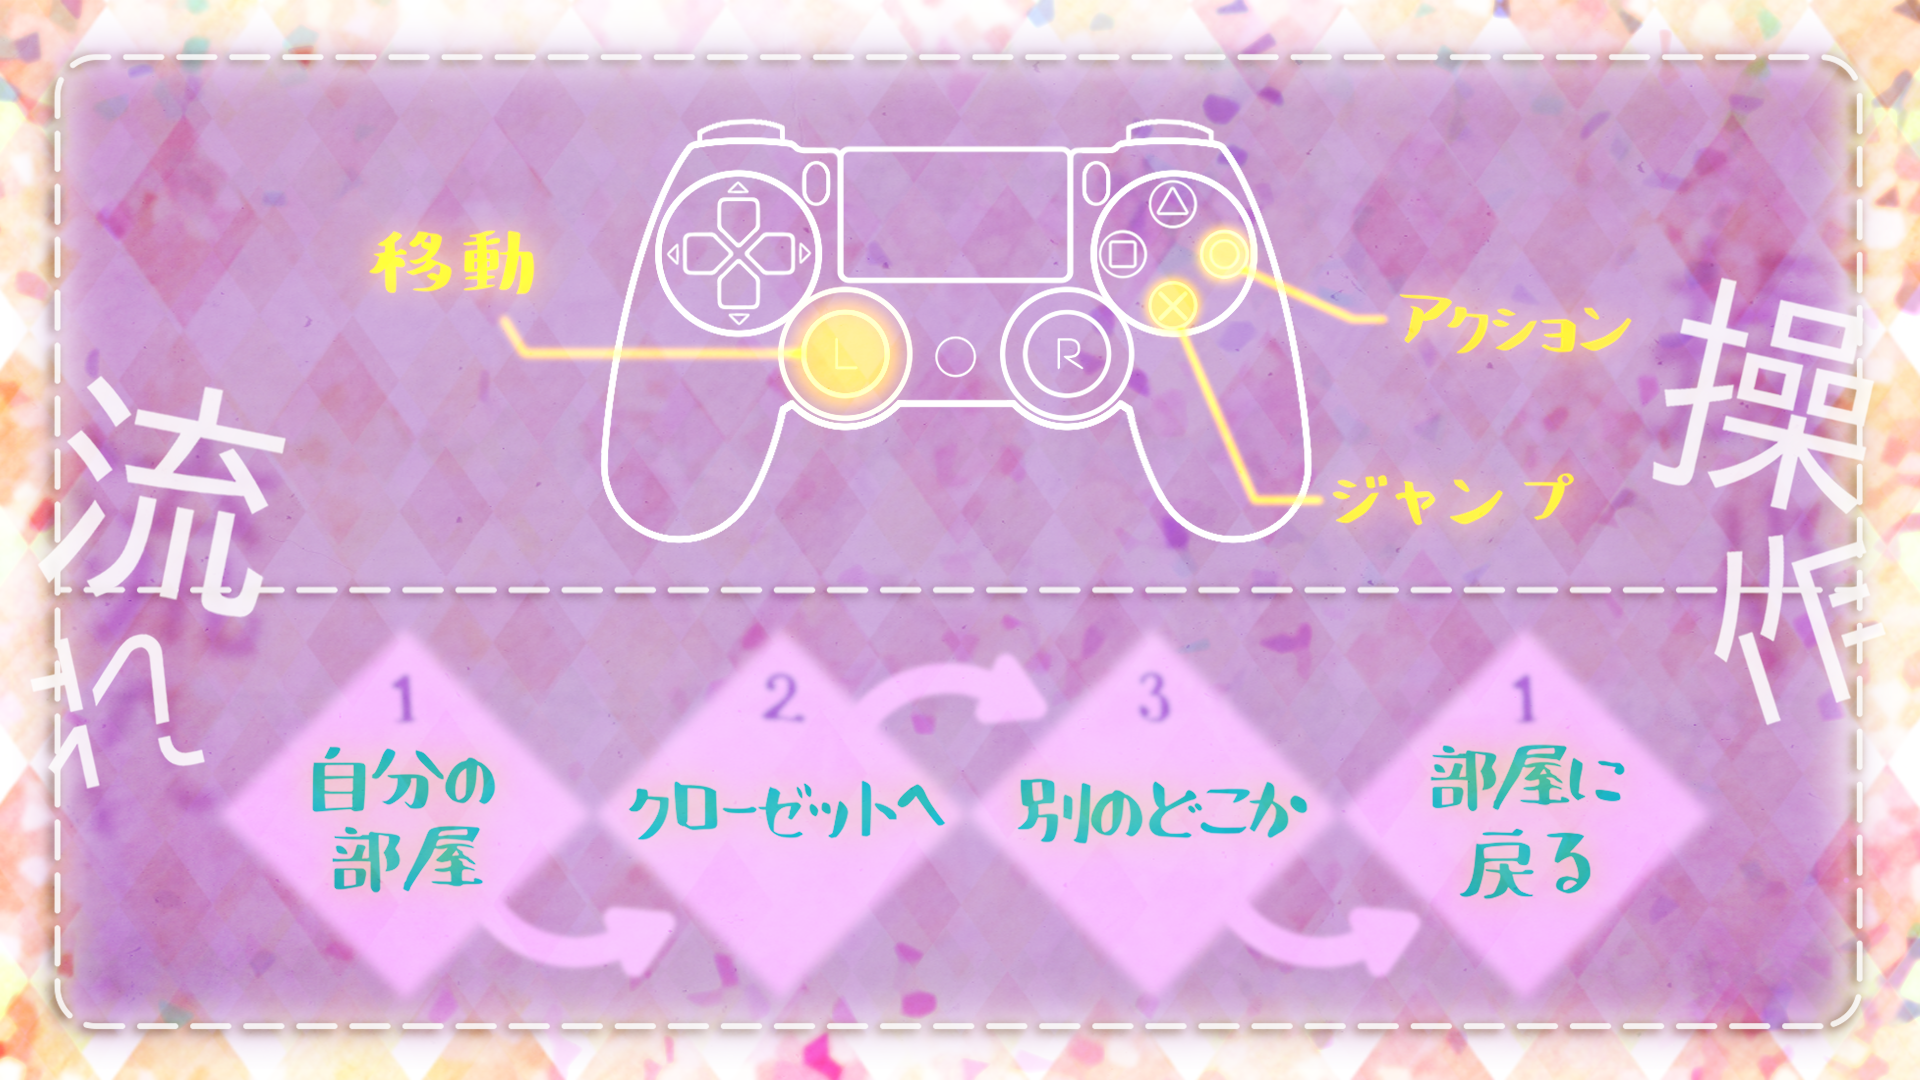 操作
移動
L
R
アクション
ジャンプ
流れ
1
自分の
部屋
2
クローゼットへ
3
別のどこか
1
部屋に
戻る